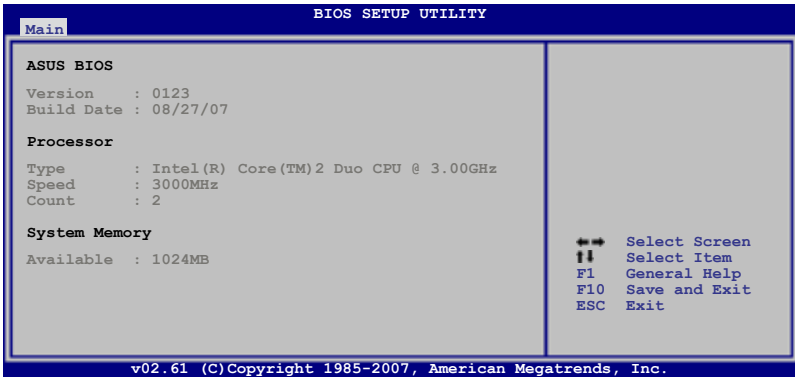 BIOS SETUP UTILITY
Main
ASUS BIOS
Version : 0123
Build Date : 08/27/07
Processor
Type : Intel(R) Core(TM)2 Duo CPU @ 3.00GHz
Speed : 3000MHz
Count : 2
System Memory
Available : 1024MB
←→ Select Screen
↑↓ Select Item
F1 General Help
F10 Save and Exit
ESC Exit
v02.61 (C)Copyright 1985-2007, American Megatrends, Inc.